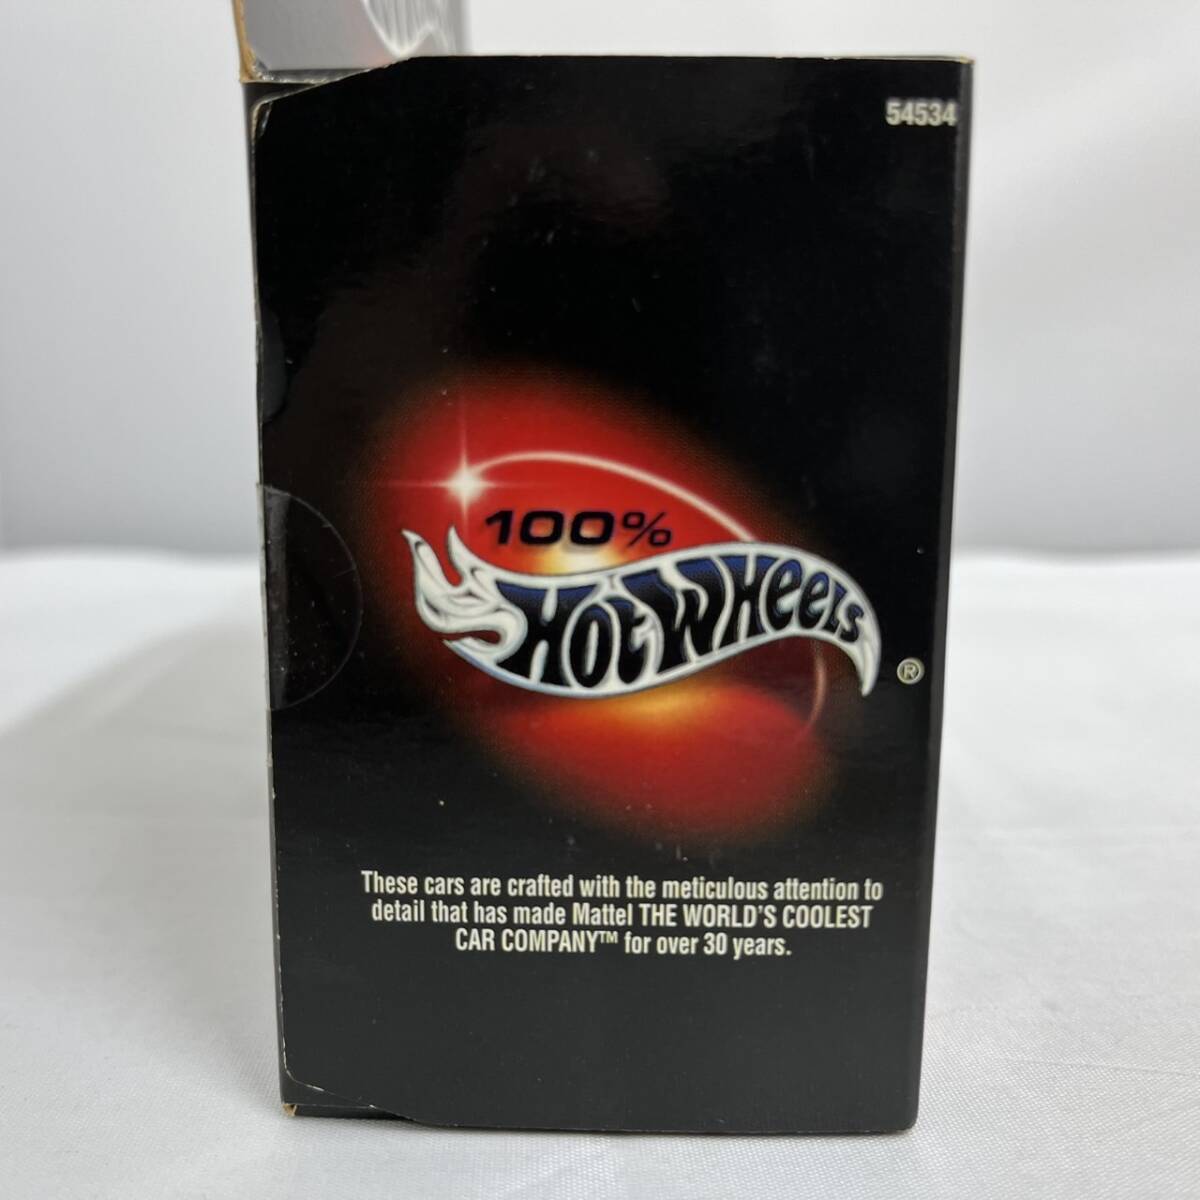 54534
100%
Hot Wheels
®
These cars are crafted with the meticulous attention to
detail that has made Mattel THE WORLD'S COOLEST
CAR COMPANY™ for over 30 years.